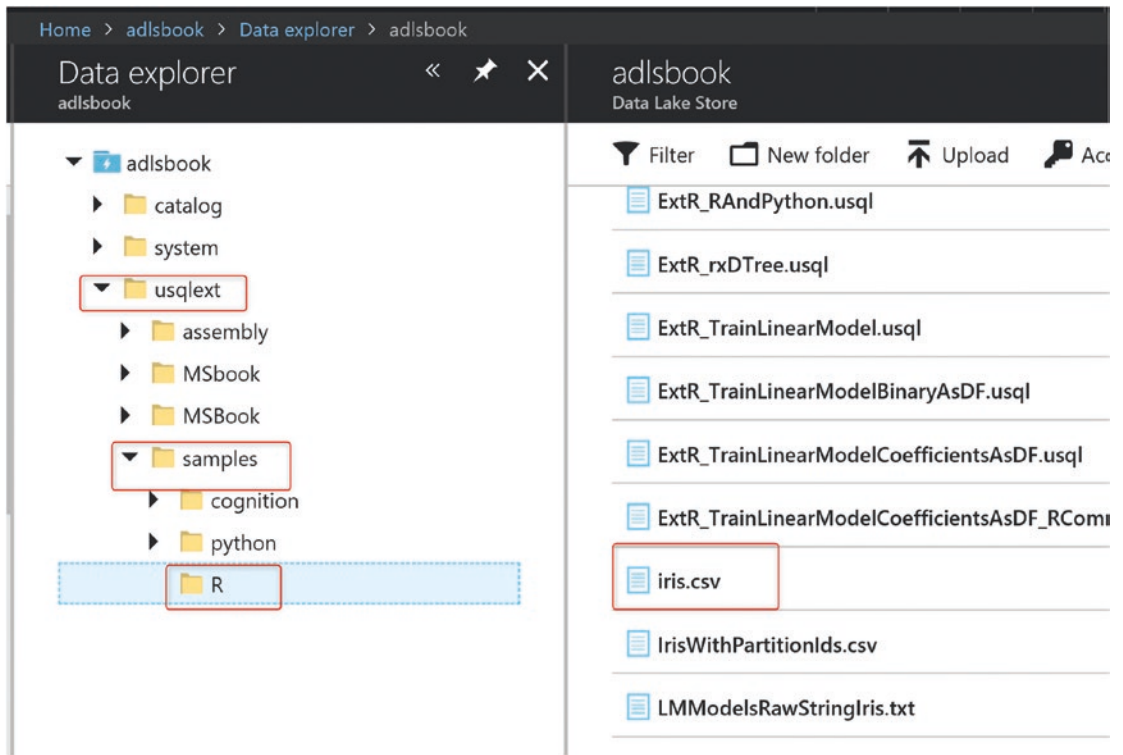 Home > adlsbook > Data explorer > adlsbook
Data explorer
adlsbook
adlsbook
catalog
system
usqlext
assembly
MSbook
MSBook
samples
cognition
python
R
adlsbook
Data Lake Store
Filter New folder Upload
ExtR_RAndPython.usql
ExtR_rxDTree.usql
ExtR_TrainLinearModel.usql
ExtR_TrainLinearModelBinaryAsDF.usql
ExtR_TrainLinearModelCoefficientsAsDF.usql
ExtR_TrainLinearModelCoefficientsAsDF_RCom
iris.csv
IrisWithPartitionIds.csv
LMModelsRawStringIris.txt